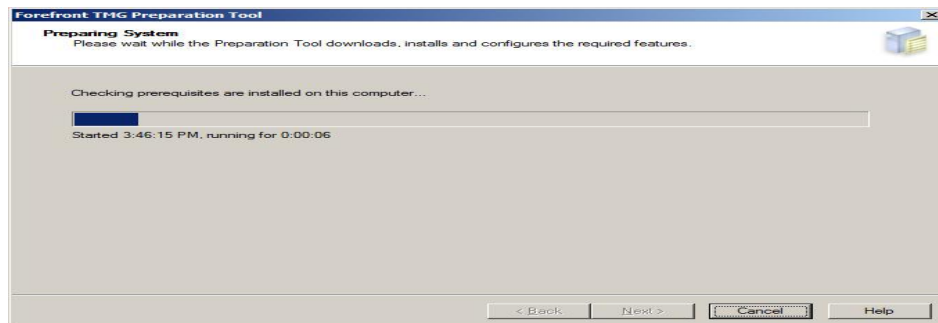 Forefront TMG Preparation Tool
Preparing System
Please wait while the Preparation Tool downloads, installs and configures the required features.
Checking prerequisites are installed on this computer...
Started 3:46:15 PM, running for 0:00:06
< Back Next > Cancel Help